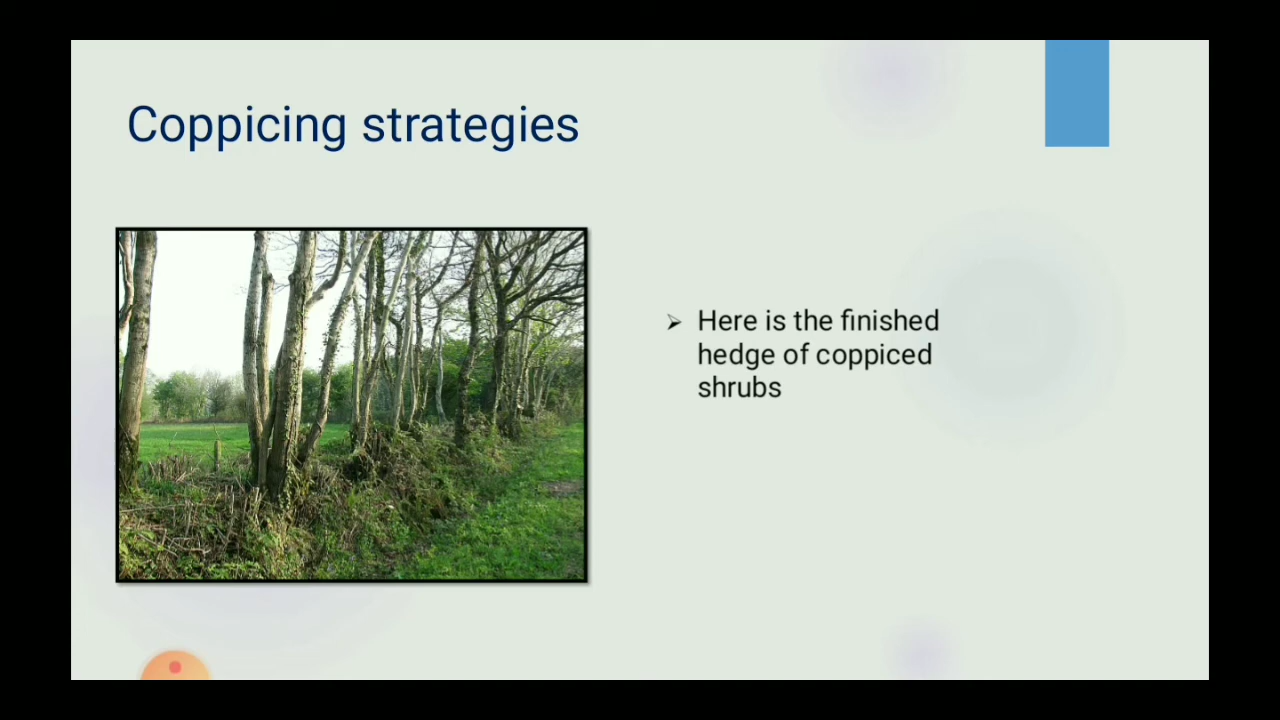 Coppicing strategies
Here is the finished
hedge of coppiced
shrubs